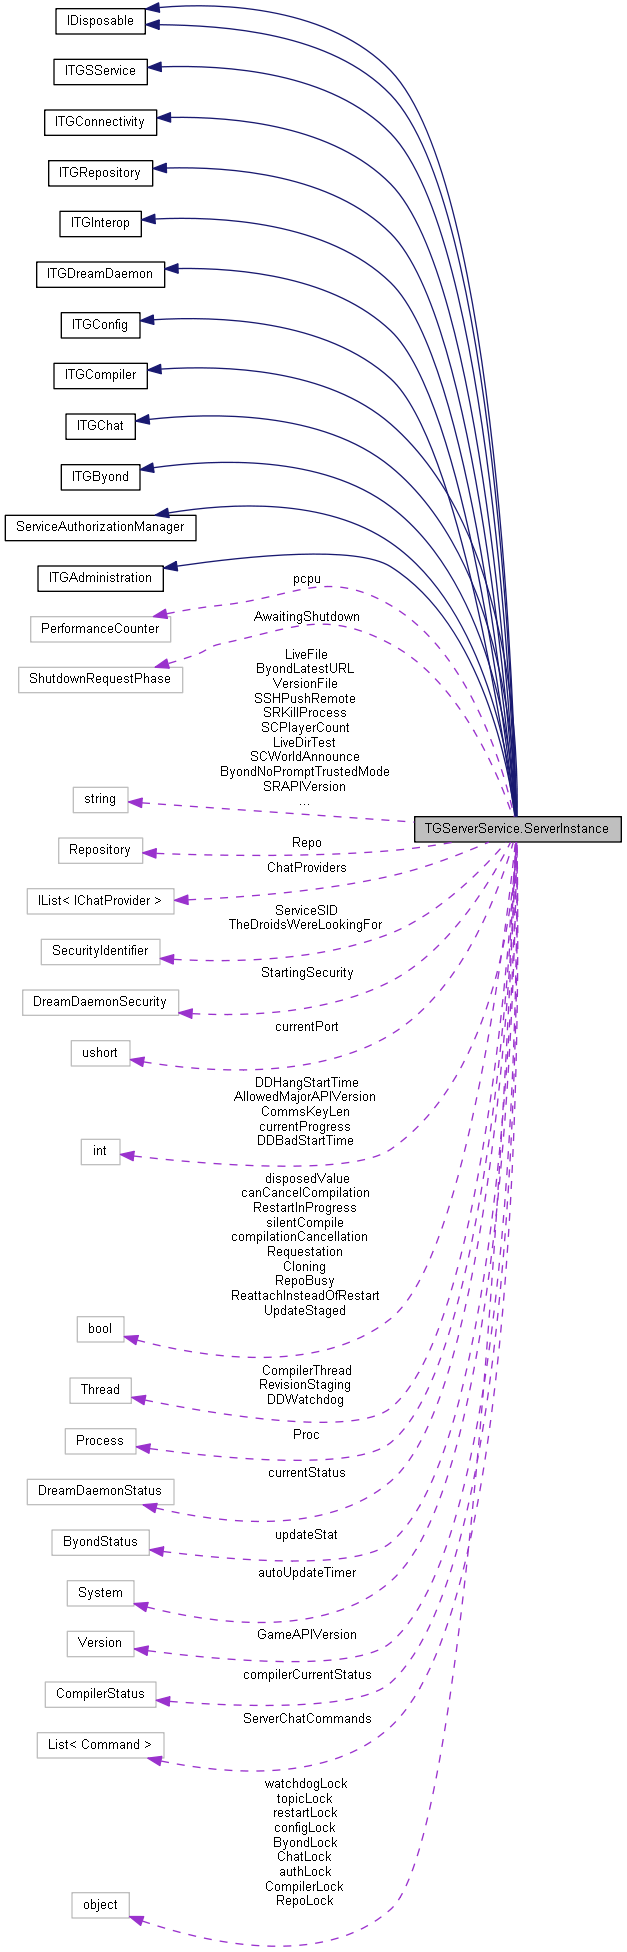 IDisposable
ITGSService
ITGConnectivity
ITGRepository
ITGInterop
ITGDreamDaemon
ITGConfig
ITGCompiler
ITGChat
ITGByond
ServiceAuthorizationManager
ITGAdministration
pcpu
PerformanceCounter
AwaitingShutdown
ShutdownRequestPhase
LiveFile
ByondLatestURL
VersionFile
SSHPushRemote
SRKillProcess
SCPlayerCount
LiveDirTest
SCWorldAnnounce
ByondNoPromptTrustedMode
SRAPIVersion
...
string
TGServerService.ServerInstance
Repo
Repository
ChatProviders
IList< IChatProvider >
ServiceSID
TheDroidsWereLookingFor
SecurityIdentifier
StartingSecurity
DreamDaemonSecurity
currentPort
ushort
DDHangStartTime
AllowedMajorAPIVersion
CommsKeyLen
currentProgress
DDBadStartTime
int
disposedValue
canCancelCompilation
RestartInProgress
silentCompile
compilationCancellation
Requestation
Cloning
RepoBusy
ReattachInsteadOfRestart
UpdateStaged
bool
CompilerThread
RevisionStaging
DDWatchdog
Thread
Proc
Process
currentStatus
DreamDaemonStatus
updateStat
ByondStatus
autoUpdateTimer
System
GameAPIVersion
Version
compilerCurrentStatus
CompilerStatus
ServerChatCommands
List< Command >
watchdogLock
topicLock
restartLock
configLock
ByondLock
ChatLock
authLock
CompilerLock
RepoLock
object